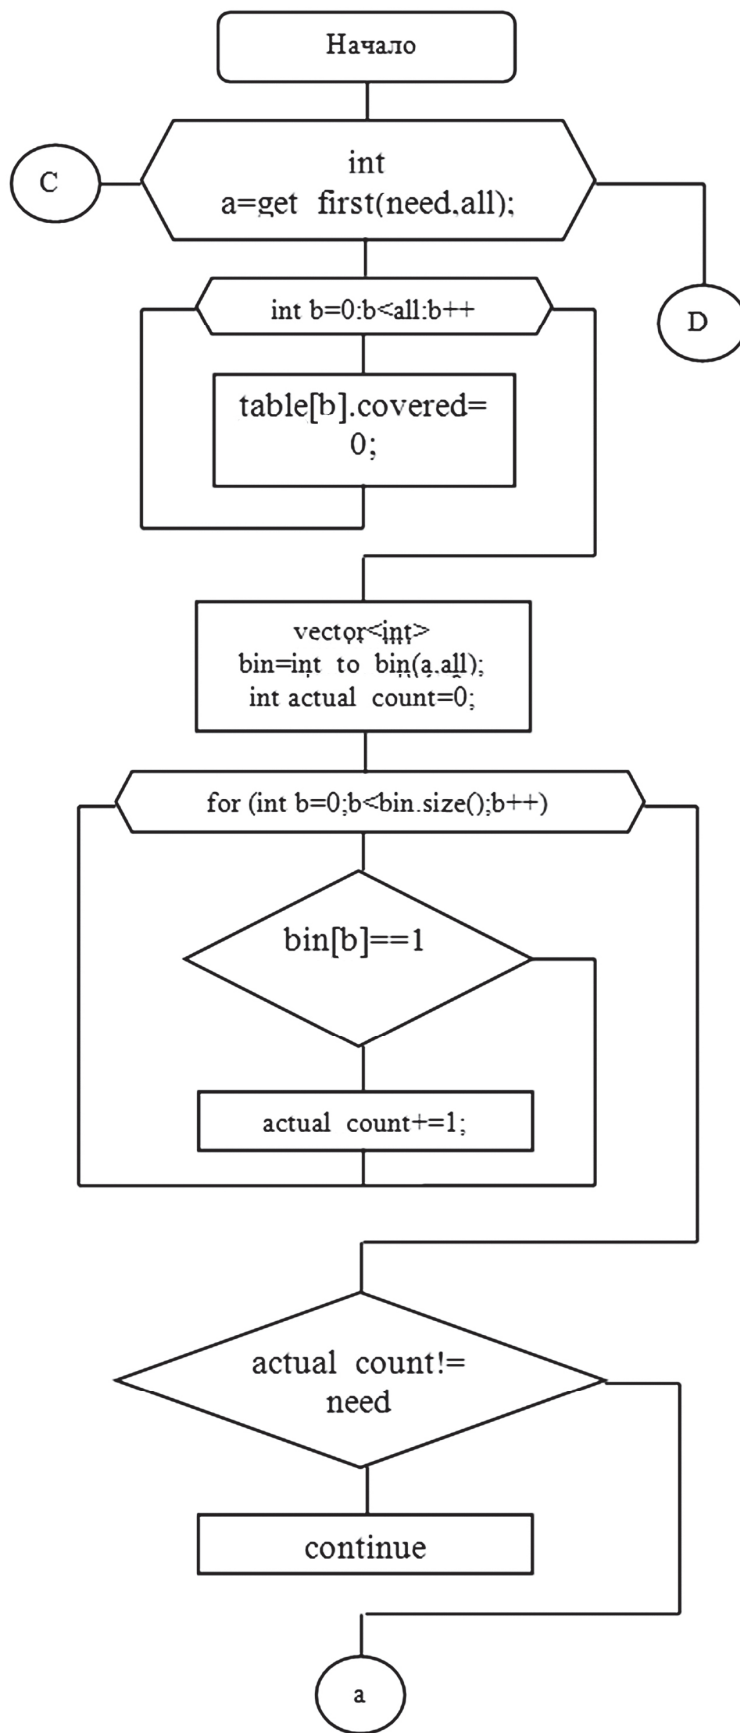 Начало
C
int
a=get first(need,all);
int b=0:b<all:b++
D
table[b].covered=
0;
vector<int>
bin=int to bin(a,all);
int actual count=0;
for (int b=0;b<bin.size();b++)
bin[b]==1
actual count+=1;
actual count!=
need
continue
a